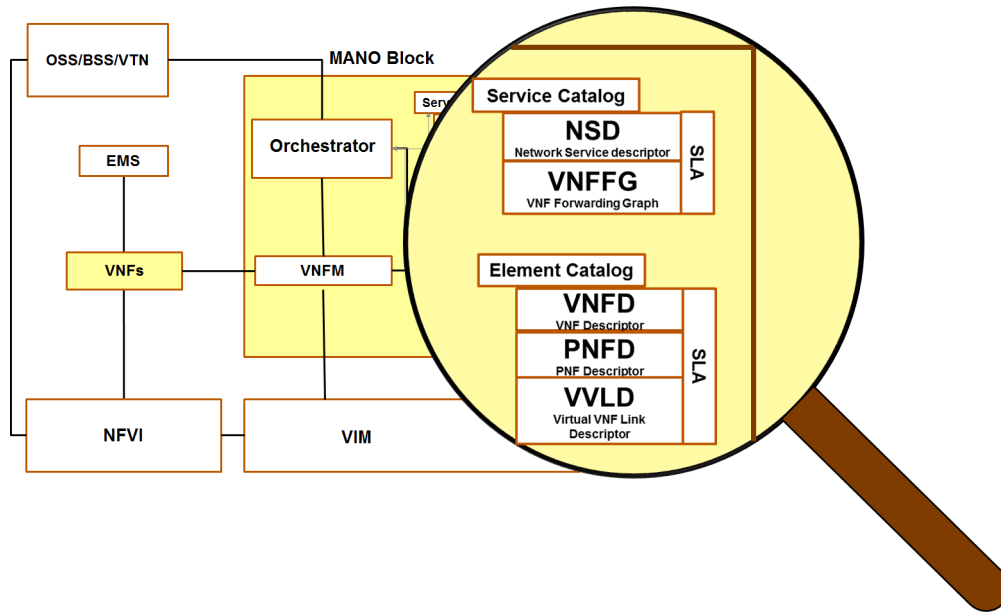 OSS/BSS/VTN
MANO Block
Orchestrator
EMS
VNFs
VNFM
NFVI
VIM
Service Catalog
NSD
Network Service descriptor
VNFFG
VNF Forwarding Graph
SLA
Element Catalog
VNFD
VNF Descriptor
PNFD
PNF Descriptor
VVLD
Virtual VNF Link
Descriptor
SLA